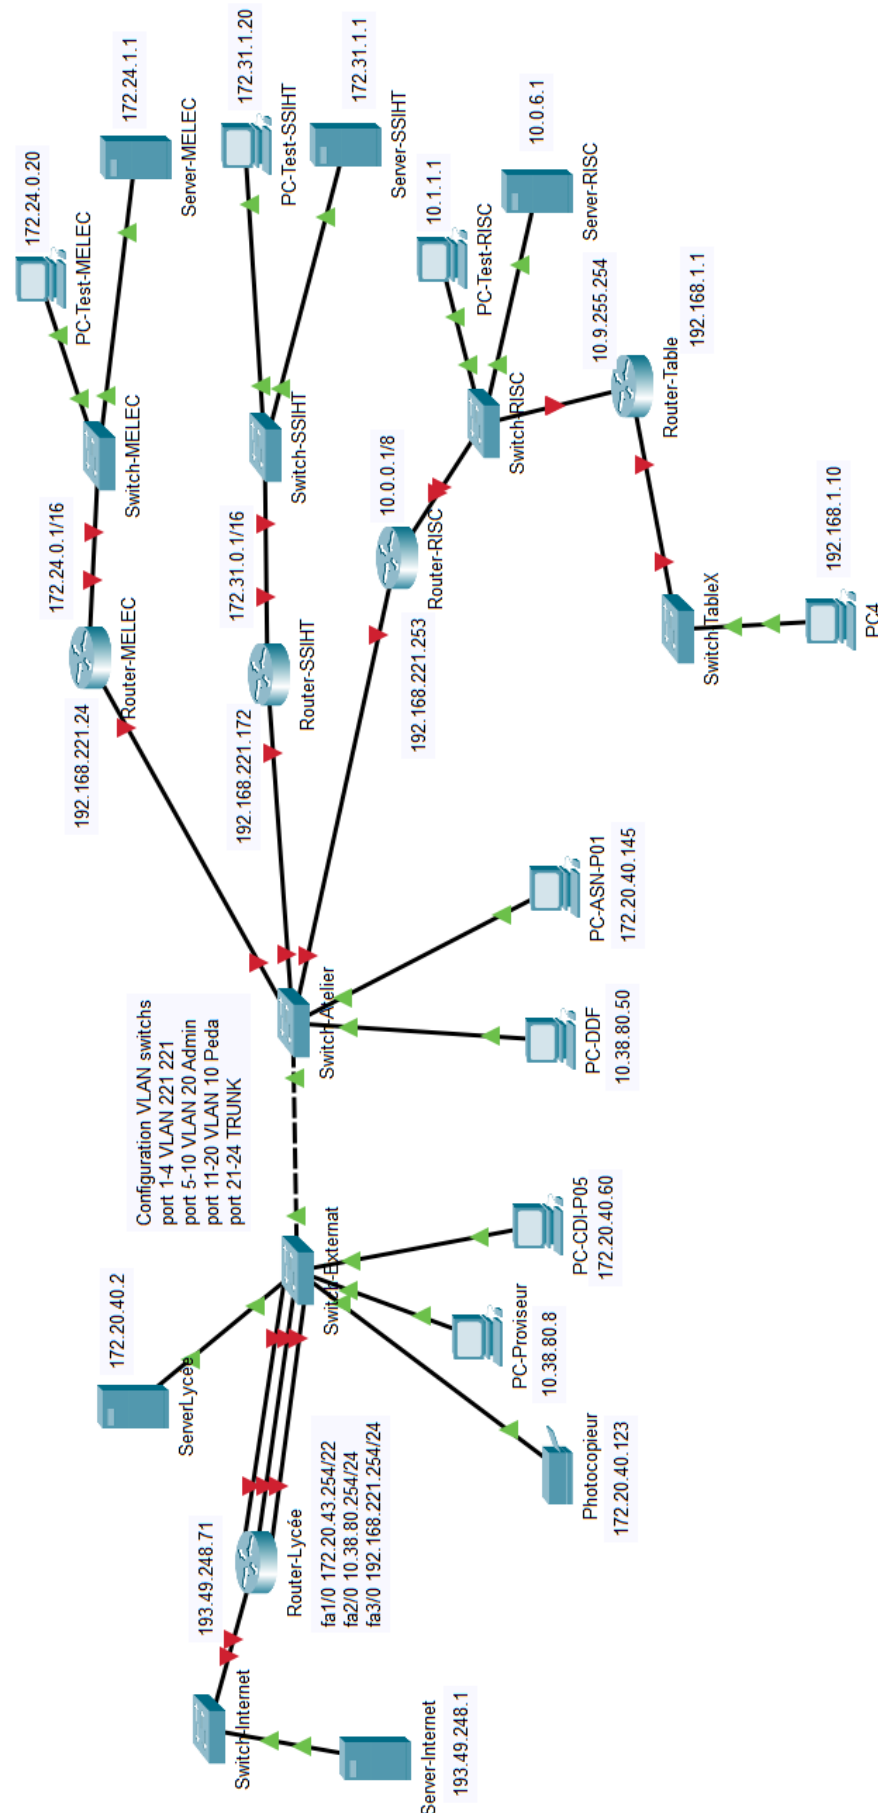 Server-Internet
193.49.248.1
Switch-Internet
193.49.248.71
Router-Lycée
fa1/0 172.20.43.254/22
fa2/0 10.38.80.254/24
fa3/0 192.168.221.254/24
ServerLycee
172.20.40.2
Photocopieur
172.20.40.123
PC-Proviseur
10.38.80.8
PC-CDI-P05
172.20.40.60
Switch-Externat
Configuration VLAN switchs
port 1-4 VLAN 221 221
port 5-10 VLAN 20 Admin
port 11-20 VLAN 10 Peda
port 21-24 TRUNK
Switch-Atelier
PC-DDF
10.38.80.50
PC-ASN-P01
172.20.40.145
192.168.221.24
Router-MELEC
172.24.0.1/16
Switch-MELEC
PC-Test-MELEC
172.24.0.20
Server-MELEC
172.24.1.1
192.168.221.172
Router-SSIHT
172.31.0.1/16
Switch-SSIHT
PC-Test-SSIHT
172.31.1.20
Server-SSIHT
172.31.1.1
192.168.221.253
Router-RISC
10.0.0.1/8
Switch-RISC
PC-Test-RISC
10.1.1.1
Server-RISC
10.0.6.1
10.9.255.254
Router-Table
192.168.1.1
Switch-TableX
PC4
192.168.1.10